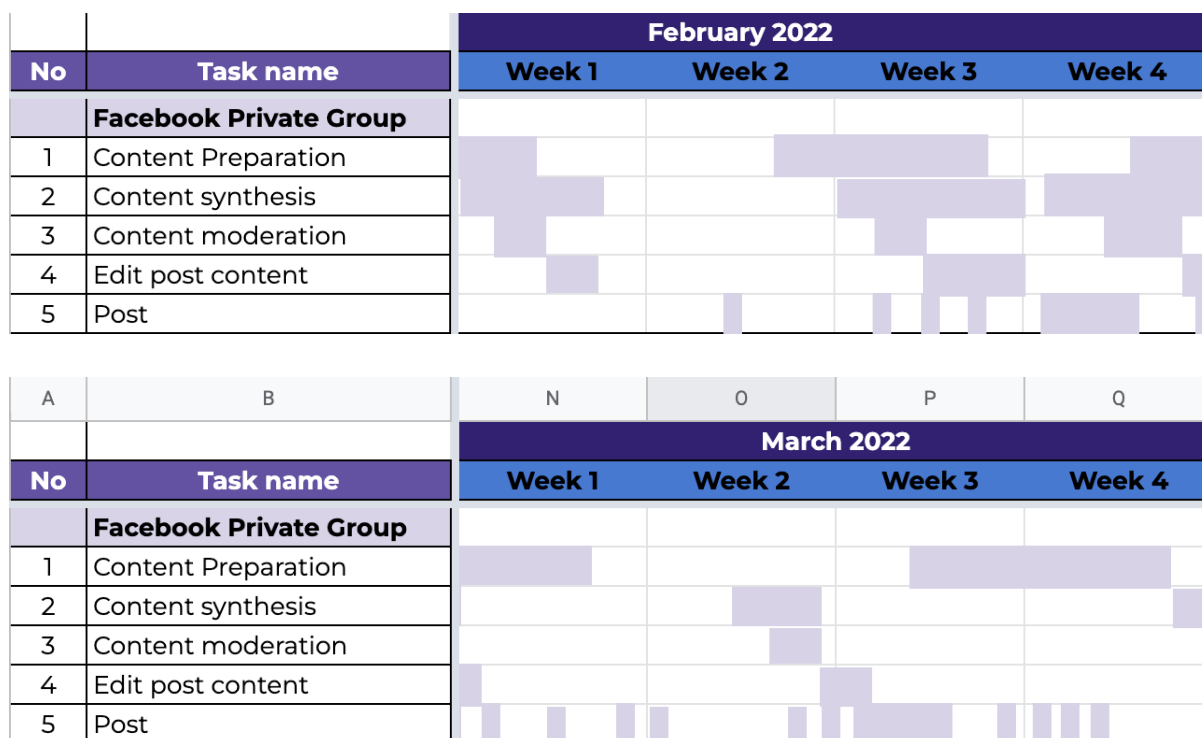 February 2022
No Task name Week 1 Week 2 Week 3 Week 4
Facebook Private Group
1 Content Preparation
2 Content synthesis
3 Content moderation
4 Edit post content
5 Post
A B N O P Q
March 2022
No Task name Week 1 Week 2 Week 3 Week 4
Facebook Private Group
1 Content Preparation
2 Content synthesis
3 Content moderation
4 Edit post content
5 Post